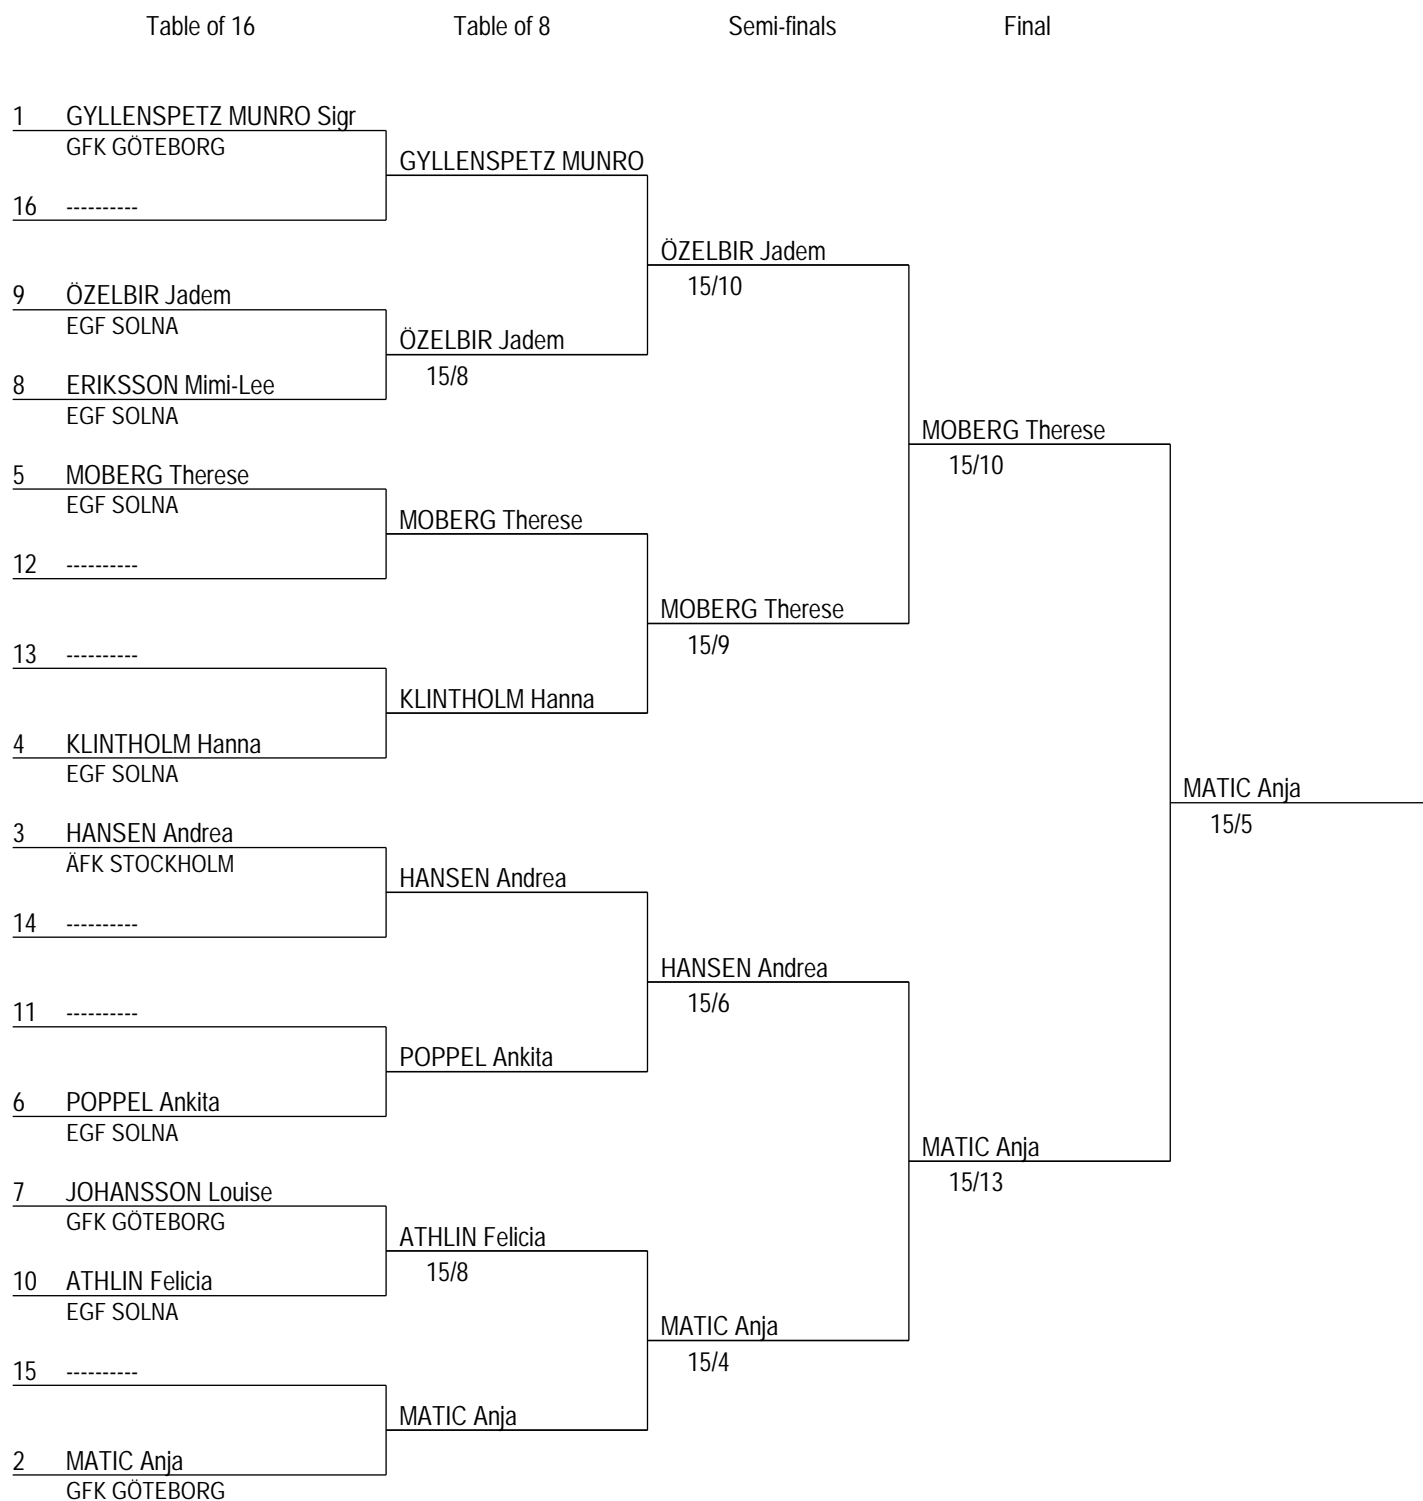 Table of 16 Table of 8 Semi-finals Final
1 GYLLENSPETZ MUNRO Sigr
GFK GÖTEBORG
GYLLENSPETZ MUNRO
16 ----------
ÖZELBIR Jadem
15/10
9 ÖZELBIR Jadem
EGF SOLNA
ÖZELBIR Jadem
15/8
8 ERIKSSON Mimi-Lee
EGF SOLNA
MOBERG Therese
15/10
5 MOBERG Therese
EGF SOLNA
MOBERG Therese
12 ----------
MOBERG Therese
15/9
13 ----------
KLINTHOLM Hanna
4 KLINTHOLM Hanna
EGF SOLNA
MATIC Anja
15/5
3 HANSEN Andrea
ÄFK STOCKHOLM
HANSEN Andrea
14 ----------
HANSEN Andrea
15/6
11 ----------
POPPEL Ankita
6 POPPEL Ankita
EGF SOLNA
MATIC Anja
15/13
7 JOHANSSON Louise
GFK GÖTEBORG
ATHLIN Felicia
15/8
10 ATHLIN Felicia
EGF SOLNA
MATIC Anja
15/4
15 ----------
MATIC Anja
2 MATIC Anja
GFK GÖTEBORG